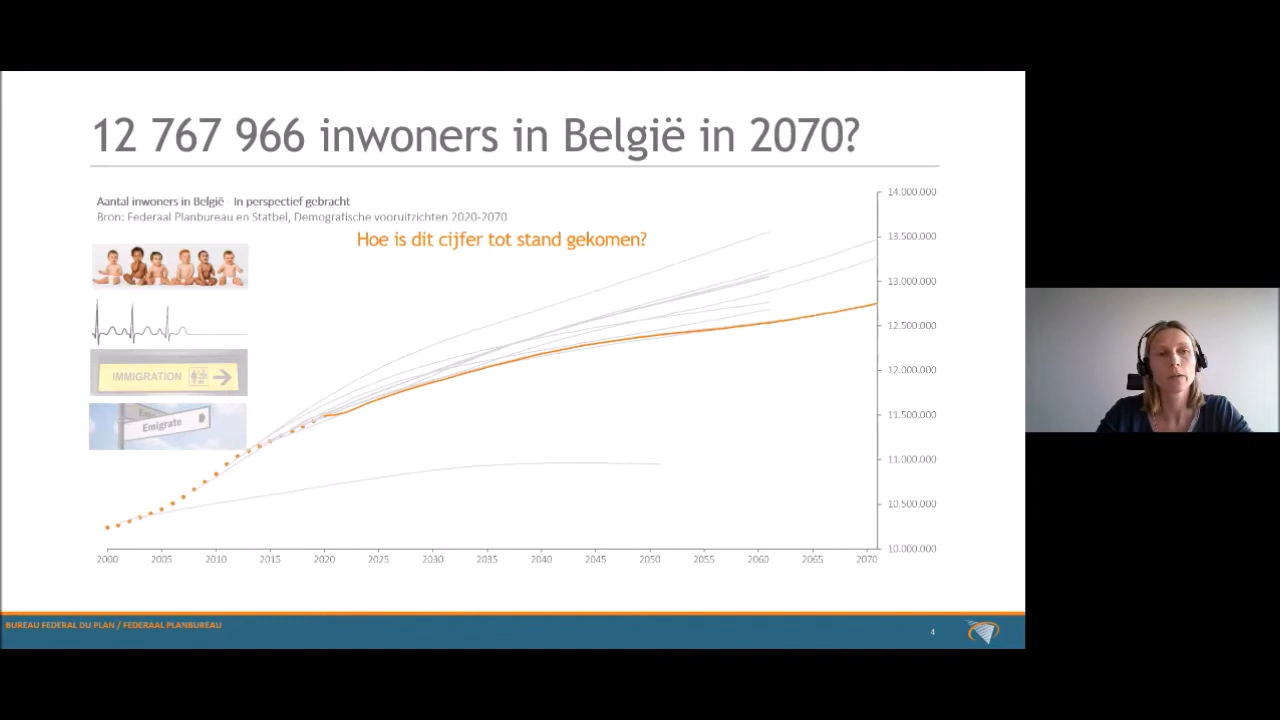 12 767 966 inwoners in België in 2070?
Aantal inwoners in België - In perspectief gebracht
Bron: Federaal Planbureau en Statbel, Demografische vooruitzichten 2020-2070
Hoe is dit cijfer tot stand gekomen?
14.000.000
13.500.000
13.000.000
12.500.000
12.000.000
11.500.000
11.000.000
10.500.000
10.000.000
IMMIGRATION
Emigrate
2000 2005 2010 2015 2020 2025 2030 2035 2040 2045 2050 2055 2060 2065 2070
BUREAU FEDERAL DU PLAN / FEDERAAL PLANBUREAU
4